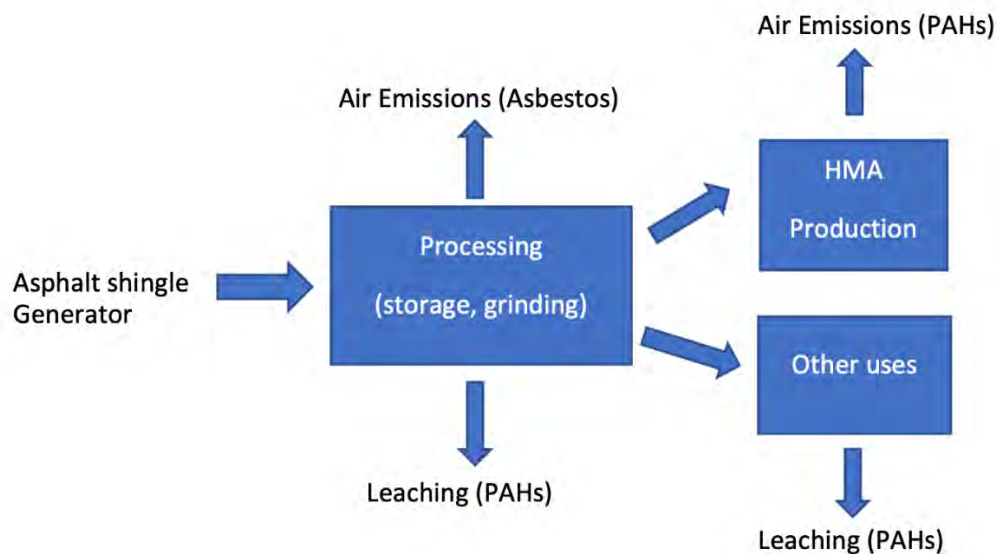 Air Emissions (PAHs)
Air Emissions (Asbestos)
HMA
Production
Processing
(storage, grinding)
Asphalt shingle
Generator
Other uses
Leaching (PAHs)
Leaching (PAHs)